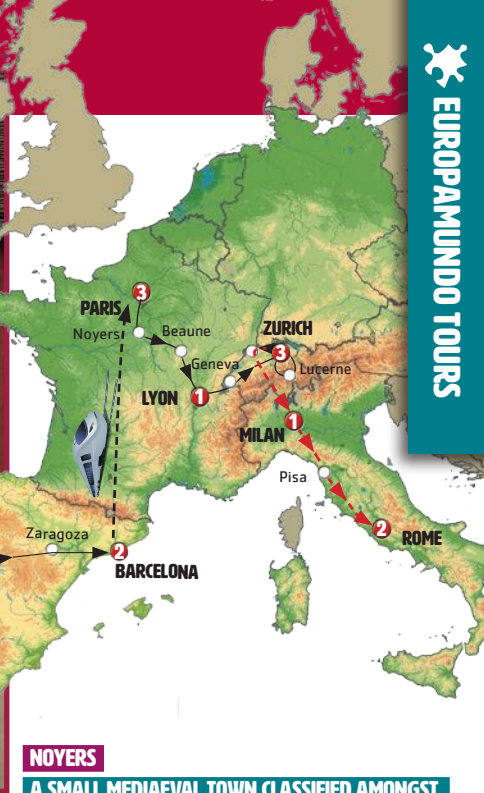 EUROPAMUNDO TOURS
3
PARIS
Noyers
Beaune
ZURICH
3
Geneva
Lucerne
LYON
1
1
MILAN
Pisa
2
ROME
Zaragoza
2
BARCELONA
NOYERS
A SMALL MEDIAEVAL TOWN CLASSIFIED AMONGST